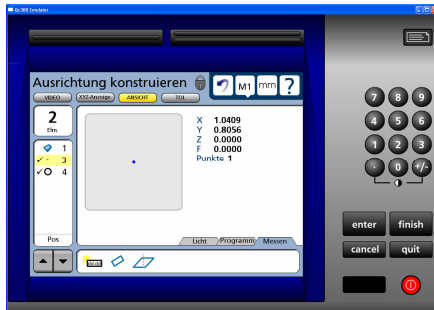 Qc300 Emulator
Ausrichtung konstruieren
M1
mm
?
VIDEO
XYZ-Anzeige
ANSICHT
TOL
2
Elm.
1
3
4
Pos
X 1.0409
Y 0.8056
Z 0.0000
F 0.0000
Punkte 1
Licht
Programm
Messen
7
8
9
4
5
6
1
2
3
.
0
+/-
enter
finish
cancel
quit